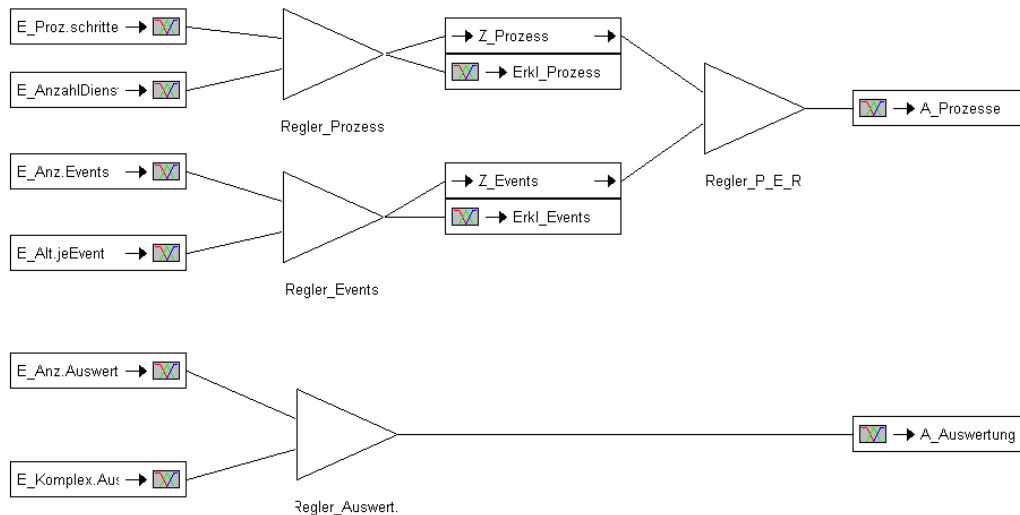 E_Proz.schritte
Z_Prozess
Erkl_Prozess
E_AnzahlDiens
Regler_Prozess
A_Prozesse
E_Anz.Events
Z_Events
Regler_P_E_R
Erkl_Events
E_Alt.jeEvent
Regler_Events
E_Anz.Auswert
A_Auswertung
E_Komplex.Aus
Regler_Auswert.